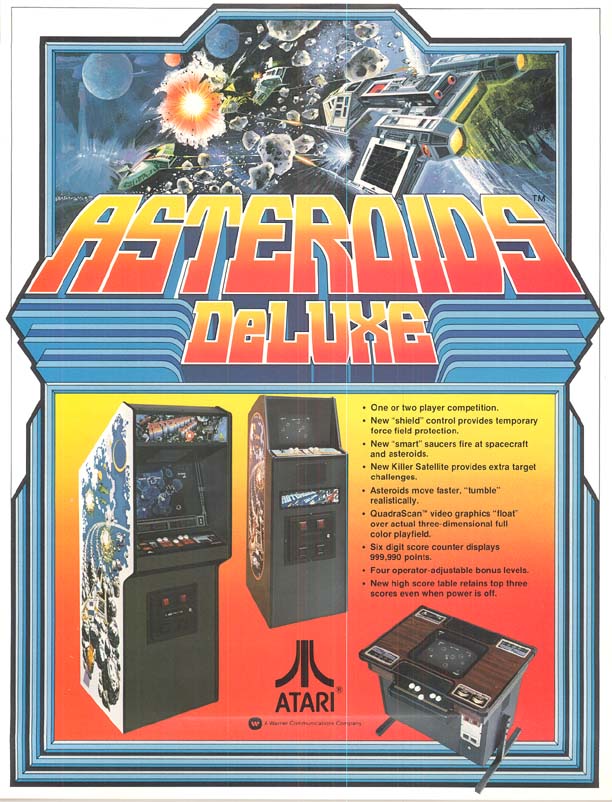 ASTEROIDS™
DeLUXE
• One or two player competition.
• New "shield" control provides temporary
force field protection.
• New "smart" saucers fire at spacecraft
and asteroids.
• New Killer Satellite provides extra target
challenges.
• Asteroids move faster, "tumble"
realistically.
• QuadraScan™ video graphics "float"
over actual three-dimensional full
color playfield.
• Six digit score counter displays
999,990 points.
• Four operator-adjustable bonus levels.
• New high score table retains top three
scores even when power is off.
ATARI®
A Warner Communications Company